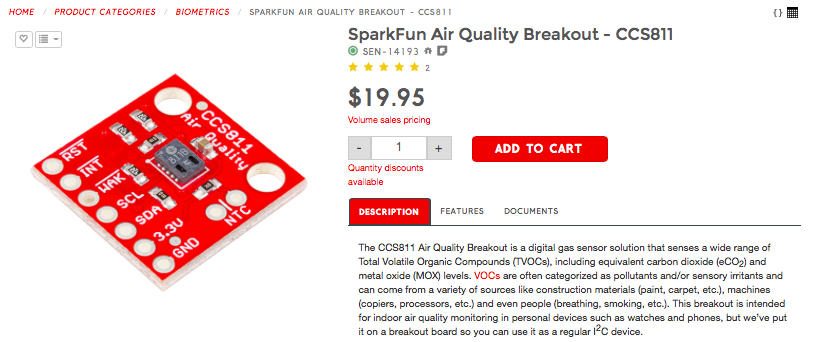 HOME / PRODUCT CATEGORIES / BIOMETRICS / SPARKFUN AIR QUALITY BREAKOUT - CCS811
{}
SparkFun Air Quality Breakout - CCS811
SEN-14193
2
$19.95
Volume sales pricing
- 1 +
ADD TO CART
Quantity discounts
available
DESCRIPTION FEATURES DOCUMENTS
The CCS811 Air Quality Breakout is a digital gas sensor solution that senses a wide range of
Total Volatile Organic Compounds (TVOCs), including equivalent carbon dioxide (eCO2) and
metal oxide (MOX) levels. VOCs are often categorized as pollutants and/or sensory irritants and
can come from a variety of sources like construction materials (paint, carpet, etc.), machines
(copiers, processors, etc.) and even people (breathing, smoking, etc.). This breakout is intended
for indoor air quality monitoring in personal devices such as watches and phones, but we've put
it on a breakout board so you can use it as a regular I2C device.
CCS811
Air Quality
RST
INT
WAK
SCL
SDA
3.3V
GND
NTC